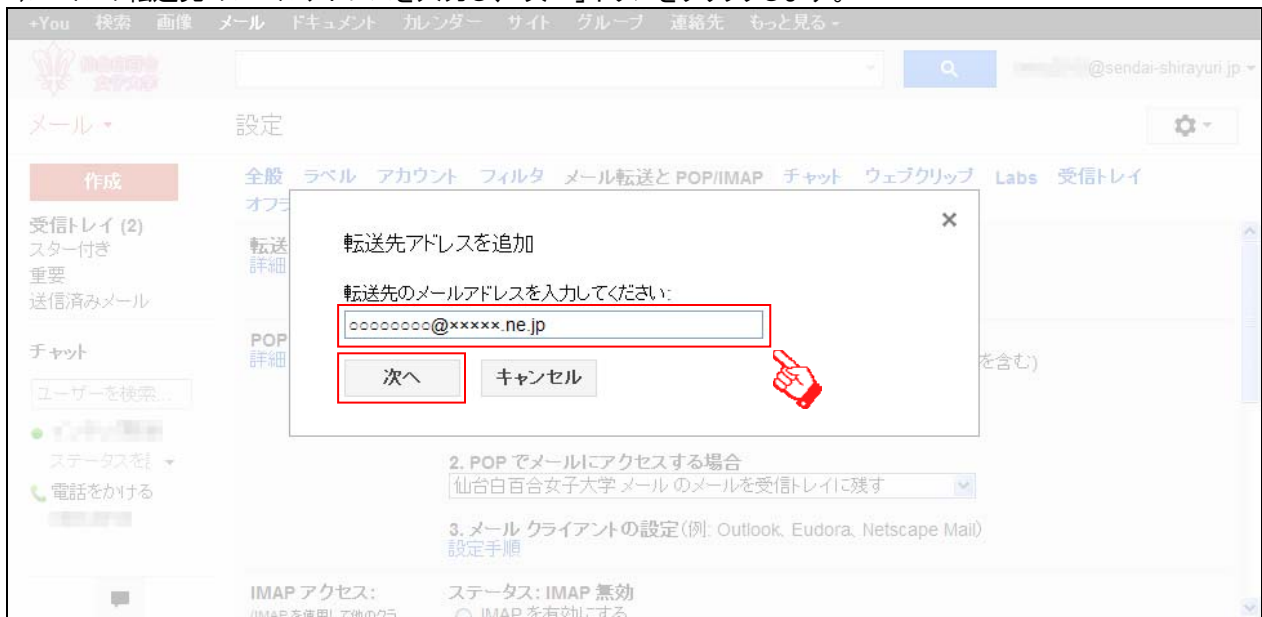 +You 検索 画像 メール ドキュメント カレンダー サイト グループ 連絡先 もっと見る
@sendai-shirayuri.jp
メール
設定
作成
全般 ラベル アカウント フィルタ メール転送と POP/IMAP チャット ウェブクリップ Labs 受信トレイ
オフラ
受信トレイ (2)
スター付き
重要
送信済みメール
転送
詳細
転送先アドレスを追加
転送先のメールアドレスを入力してください:
○○○○○○○○@×××××.ne.jp
次へ キャンセル
POP
詳細
を含む)
チャット
ユーザーを検索...
ステータスを
電話をかける
2. POP でメールにアクセスする場合
仙台白百合女子大学 メール のメールを受信トレイに残す
3. メール クライアントの設定(例: Outlook, Eudora, Netscape Mail)
設定手順
IMAP アクセス: ステータス: IMAP 無効
IMAP を有効にする